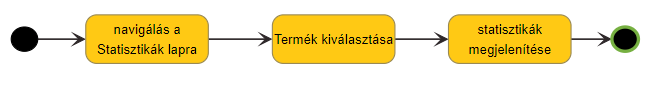 navigálás a
Statisztikák lapra
Termék kiválasztása
statisztikák
megjelenítése